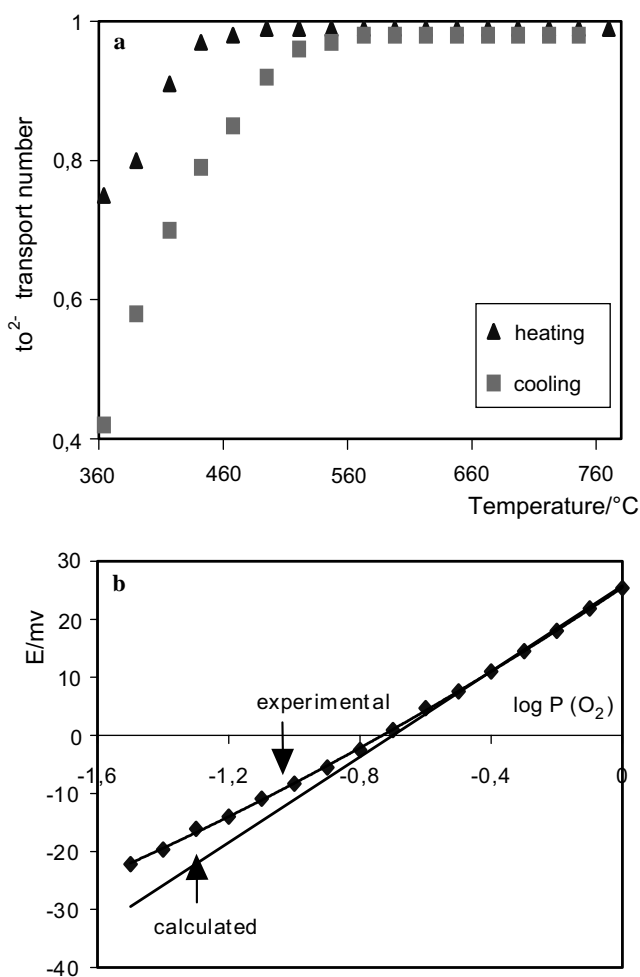 1
a
0,8
0,6
0,4
to2- transport number
heating
cooling
360
460
560
660
760
Temperature/°C
30
b
20
10
0
-10
-20
-30
-40
E/mv
experimental
log P (O2)
-1,6
-1,2
-0,8
-0,4
0
calculated